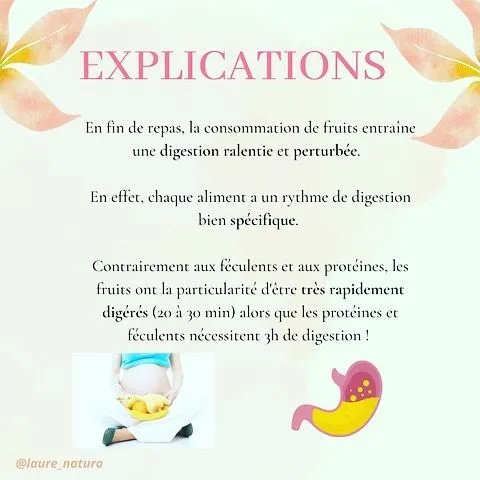 EXPLICATIONS
En fin de repas, la consommation de fruits entraîne
une digestion ralentie et perturbée.
En effet, chaque aliment a un rythme de digestion
bien spécifique.
Contrairement aux féculents et aux protéines, les
fruits ont la particularité d'être très rapidement
digérés (20 à 30 min) alors que les protéines et
féculents nécessitent 3h de digestion !
@laure_naturo